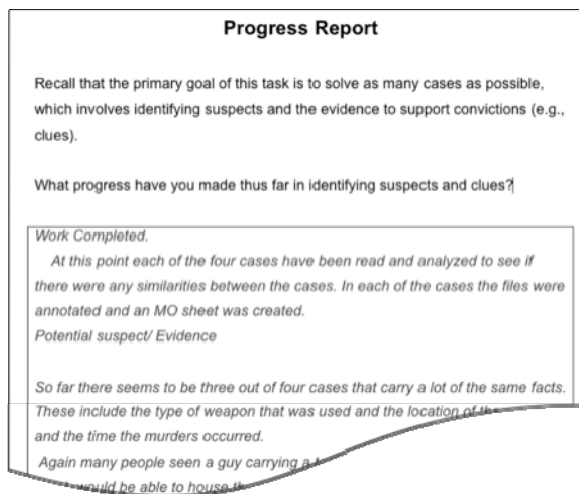 Progress Report
Recall that the primary goal of this task is to solve as many cases as possible,
which involves identifying suspects and the evidence to support convictions (e.g.,
clues).
What progress have you made thus far in identifying suspects and clues?
Work Completed.
At this point each of the four cases have been read and analyzed to see if
there were any similarities between the cases. In each of the cases the files were
annotated and an MO sheet was created.
Potential suspect/ Evidence
So far there seems to be three out of four cases that carry a lot of the same facts.
These include the type of weapon that was used and the location of
and the time the murders occurred.
Again many people seen a guy carrying a
would be able to house